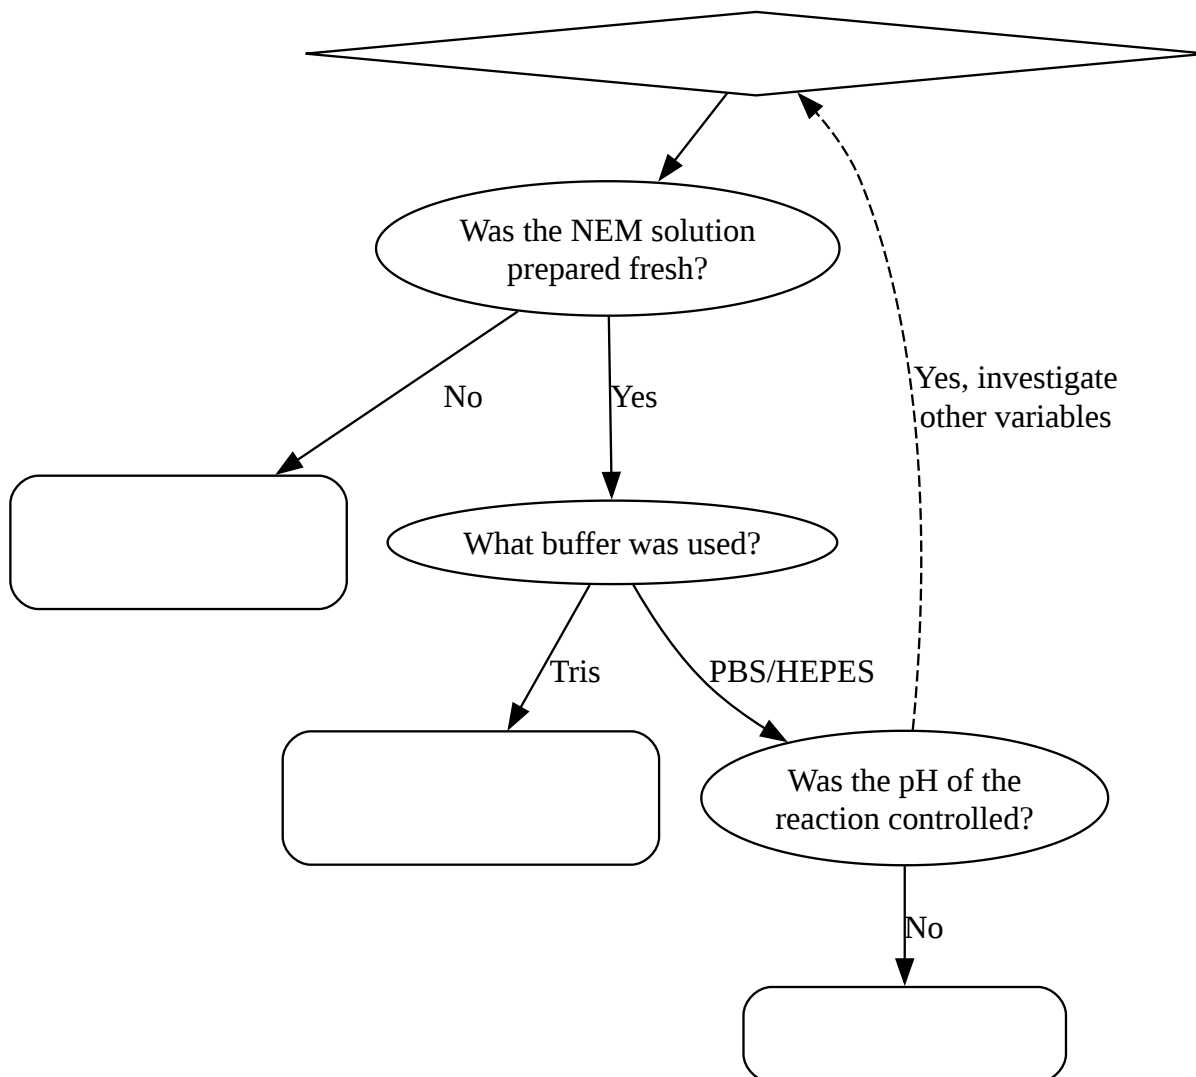 Was the NEM solution
prepared fresh?
No
Yes
Yes, investigate
other variables
What buffer was used?
Tris
PBS/HEPES
Was the pH of the
reaction controlled?
No